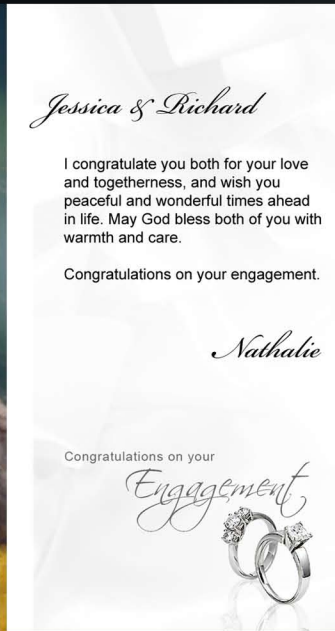 Jessica & Richard
I congratulate you both for your love
and togetherness, and wish you
peaceful and wonderful times ahead
in life. May God bless both of you with
warmth and care.
Congratulations on your engagement.
Nathalie
Congratulations on your
Engagement